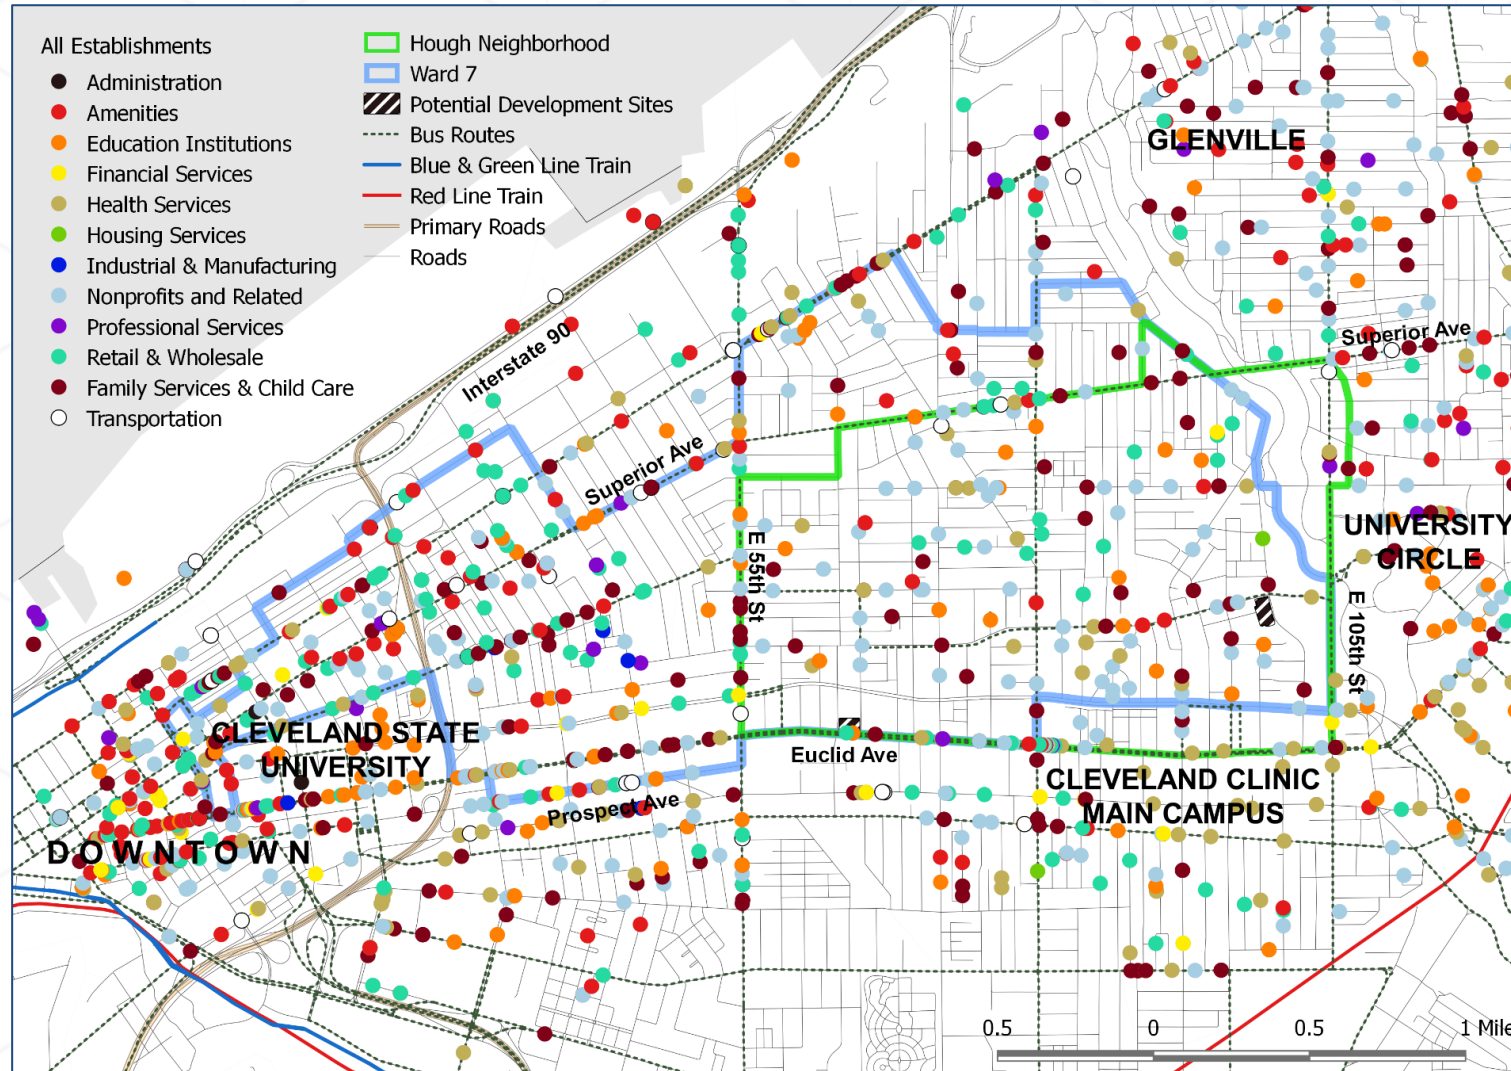 All Establishments
Administration
Amenities
Education Institutions
Financial Services
Health Services
Housing Services
Industrial & Manufacturing
Nonprofits and Related
Professional Services
Retail & Wholesale
Family Services & Child Care
Transportation
Hough Neighborhood
Ward 7
Potential Development Sites
Bus Routes
Blue & Green Line Train
Red Line Train
Primary Roads
Roads
GLENVILLE
Superior Ave
Interstate 90
Superior Ave
UNIVERSITY
CIRCLE
E 55th St
E 105th St
CLEVELAND STATE
UNIVERSITY
Euclid Ave
Prospect Ave
CLEVELAND CLINIC
MAIN CAMPUS
DOWNTOWN
0.5 0 0.5 1 Mile